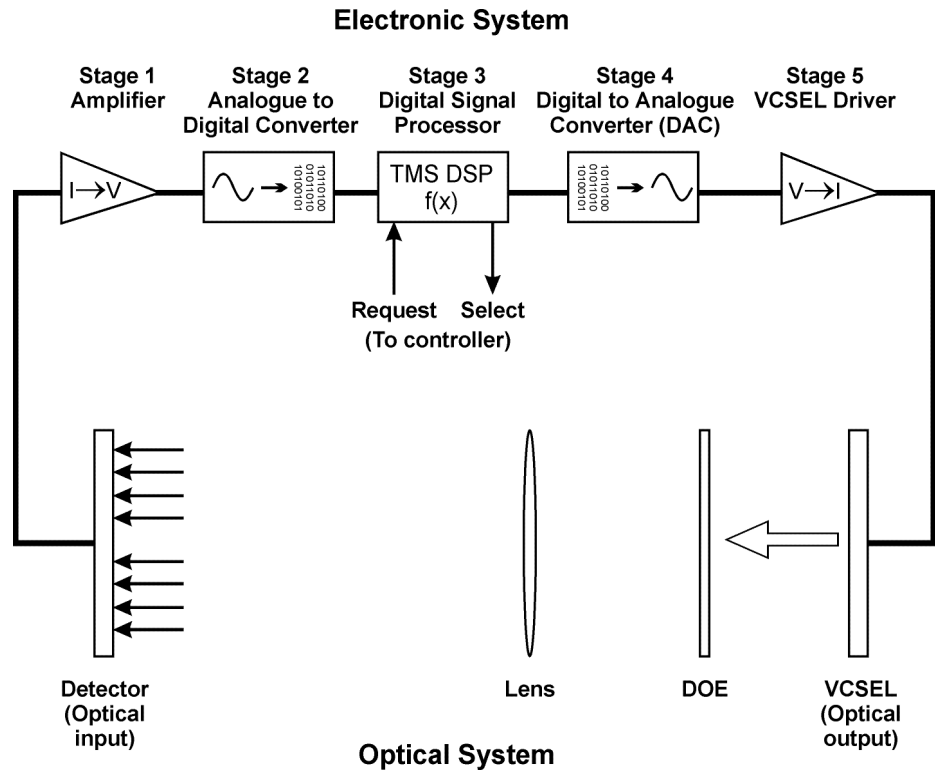 Electronic System
Stage 1
Amplifier
Stage 2
Analogue to
Digital Converter
Stage 3
Digital Signal
Processor
Stage 4
Digital to Analogue
Converter (DAC)
Stage 5
VCSEL Driver
I→V
10100101
01011010
10110100
TMS DSP
f(x)
10100101
01011010
10110100
V→I
Request
Select
(To controller)
Detector
(Optical
input)
Lens
DOE
VCSEL
(Optical
output)
Optical System